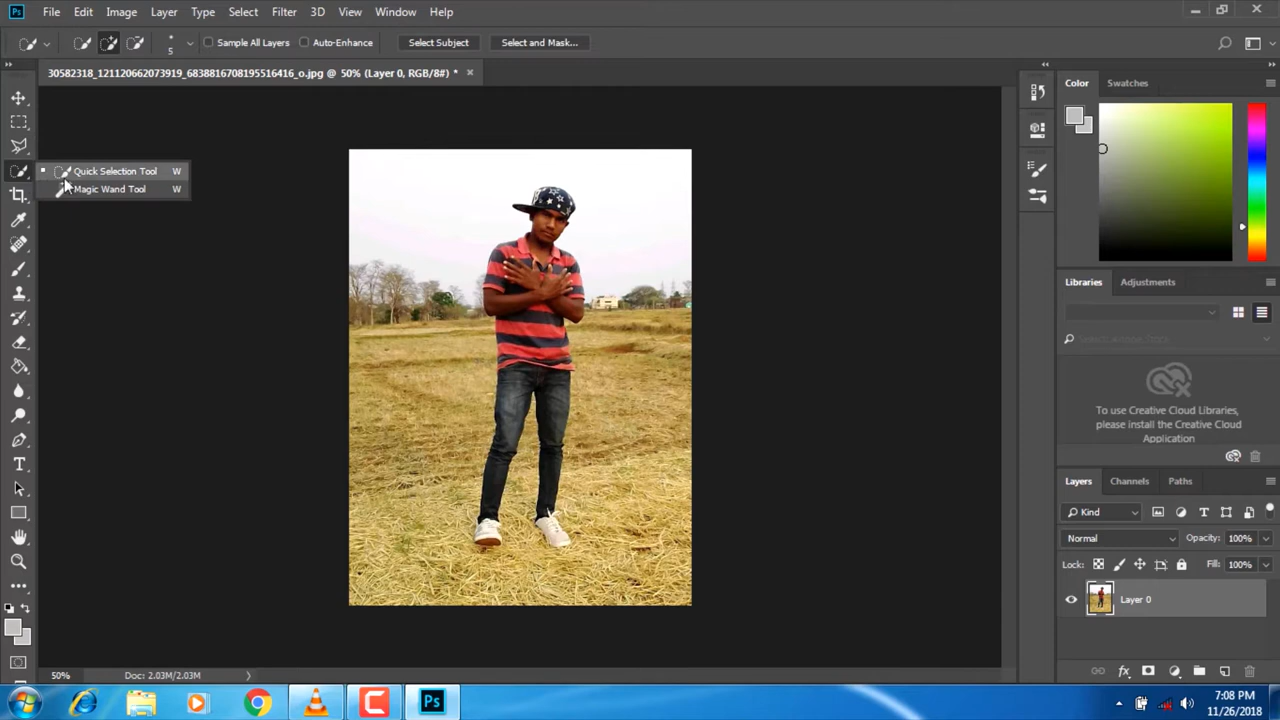 Ps File Edit Image Layer Type Select Filter 3D View Window Help
5 Sample All Layers Auto-Enhance Select Subject Select and Mask...
30582318_121120662073919_6838816708195516416_o.jpg @ 50% (Layer 0, RGB/8#) *
Color Swatches
Quick Selection Tool W
Magic Wand Tool W
Libraries Adjustments
To use Creative Cloud Libraries,
please install the Creative Cloud
Application
Layers Channels Paths
Kind
Normal Opacity: 100%
Lock: Fill: 100%
Layer 0
50% Doc: 2.03M/2.03M
Ps
7:08 PM
11/26/2018